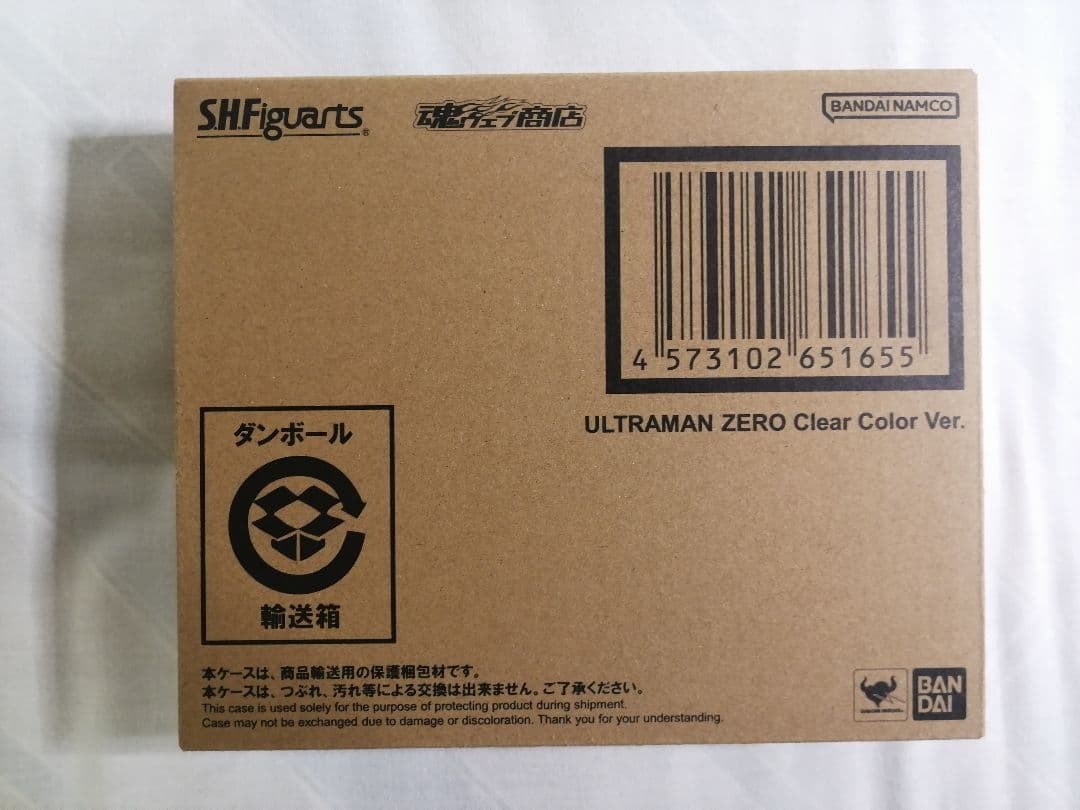 S.H.Figuarts®
魂ウェブ商店
BANDAI NAMCO
4 573102 651655
ULTRAMAN ZERO Clear Color Ver.
ダンボール
輸送箱
本ケースは、商品輸送用の保護梱包材です。
本ケースは、つぶれ、汚れ等による交換は出来ません。ご了承ください。
This case is used solely for the purpose of protecting product during shipment.
Case may not be exchanged due to damage or discoloration. Thank you for your understanding.
BAN
DAI